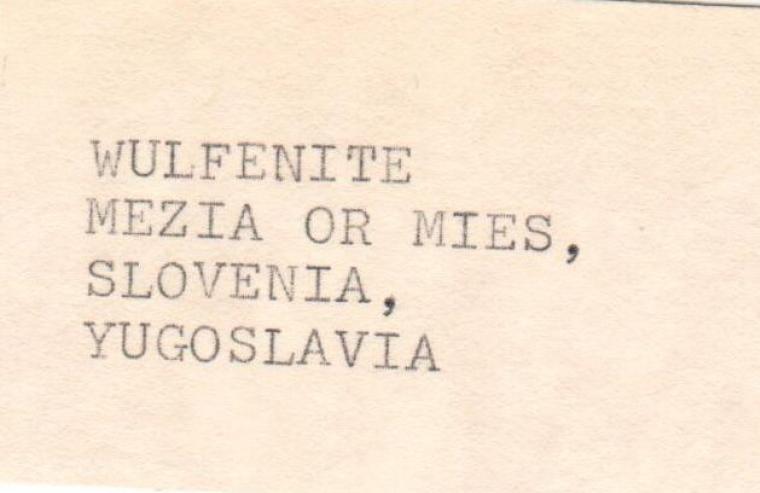 WULFENITE
MEZIA OR MIES,
SLOVENIA,
YUGOSLAVIA